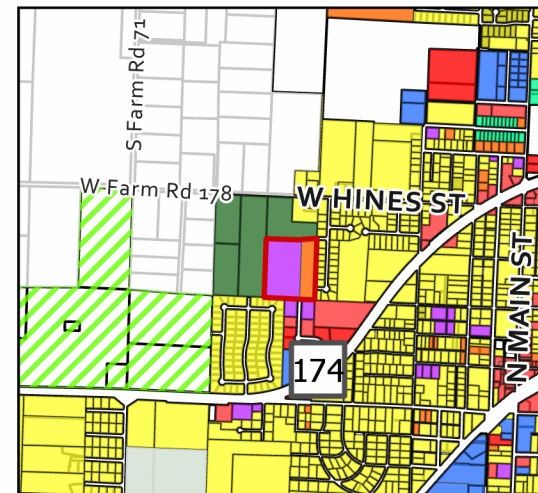 S Farm Rd 71
W Farm Rd 178
W HINES ST
N MAIN ST
174